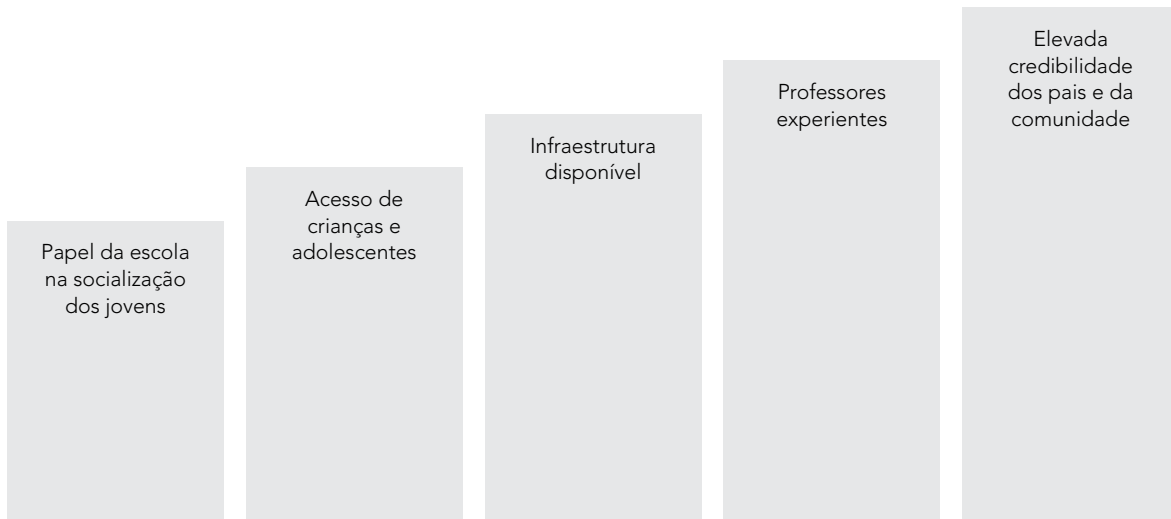 Papel da escola
na socialização
dos jovens
Acesso de
crianças e
adolescentes
Infraestrutura
disponível
Professores
experientes
Elevada
credibilidade
dos pais e da
comunidade